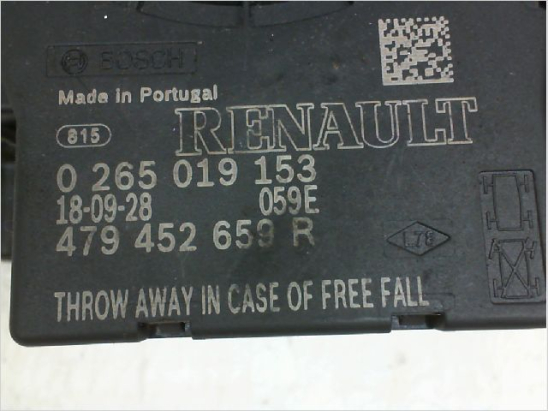 BOSCH
Made in Portugal
815
RENAULT
0 265 019 153
18-09-28 059E
479 452 659 R
THROW AWAY IN CASE OF FREE FALL